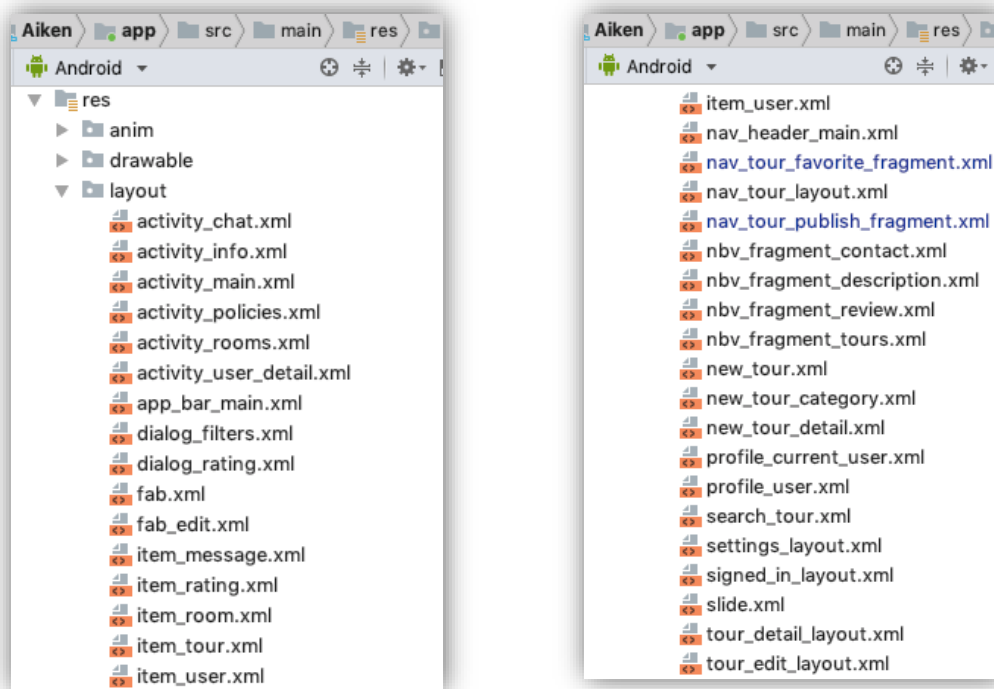 Aiken app src main res
Android
res
anim
drawable
layout
activity_chat.xml
activity_info.xml
activity_main.xml
activity_policies.xml
activity_rooms.xml
activity_user_detail.xml
app_bar_main.xml
dialog_filters.xml
dialog_rating.xml
fab.xml
fab_edit.xml
item_message.xml
item_rating.xml
item_room.xml
item_tour.xml
item_user.xml
Aiken app src main res
Android
item_user.xml
nav_header_main.xml
nav_tour_favorite_fragment.xml
nav_tour_layout.xml
nav_tour_publish_fragment.xml
nbv_fragment_contact.xml
nbv_fragment_description.xml
nbv_fragment_review.xml
nbv_fragment_tours.xml
new_tour.xml
new_tour_category.xml
new_tour_detail.xml
profile_current_user.xml
profile_user.xml
search_tour.xml
settings_layout.xml
signed_in_layout.xml
slide.xml
tour_detail_layout.xml
tour_edit_layout.xml